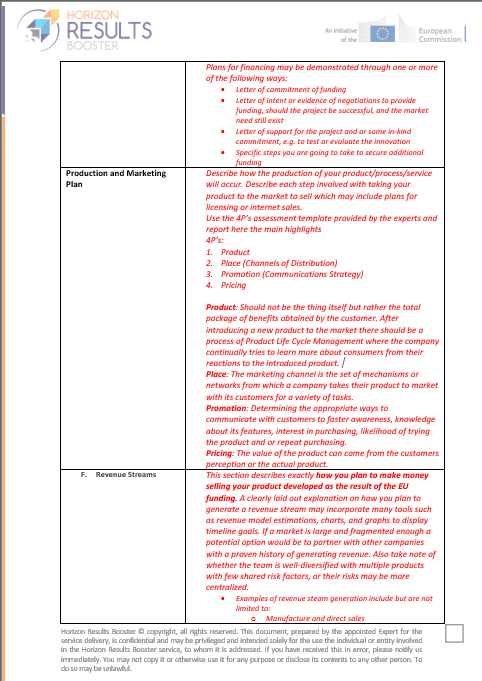 HORIZON
RESULTS
BOOSTER
An initiative
of the
European
Commission
Plans for financing may be demonstrated through one or more
of the following ways:
• Letter of commitment of funding
• Letter of intent or evidence of negotiations to provide
funding, should the project be successful, and the market
need still exist
• Letter of support for the project and or some in-kind
commitment, e.g. to test or evaluate the innovation
• Specific steps you are going to take to secure additional
funding
Production and Marketing
Plan
Describe how the production of your product/process/service
will occur. Describe each step involved with taking your
product to the market to sell which may include plans for
licensing or internet sales.
Use the 4P's assessment template provided by the experts and
report here the main highlights
4P's:
1. Product
2. Place (Channels of Distribution)
3. Promotion (Communications Strategy)
4. Pricing
Product: Should not be the thing itself but rather the total
package of benefits obtained by the customer. After
introducing a new product to the market there should be a
process of Product Life Cycle Management where the company
continually tries to learn more about consumers from their
reactions to the introduced product. /
Place: The marketing channel is the set of mechanisms or
networks from which a company takes their product to market
with its customers for a variety of tasks.
Promotion: Determining the appropriate ways to
communicate with customers to foster awareness, knowledge
about its features, interest in purchasing, likelihood of trying
the product and or repeat purchasing.
Pricing: The value of the product can come from the customers
perception or the actual product.
F. Revenue Streams
This section describes exactly how you plan to make money
selling your product developed as the result of the EU
funding. A clearly laid out explanation on how you plan to
generate a revenue stream may incorporate many tools such
as revenue model estimations, charts, and graphs to display
timeline goals. If a market is large and fragmented enough a
potential option would be to partner with other companies
with a proven history of generating revenue. Also take note of
whether the team is well-diversified with multiple products
with few shared risk factors, or their risks may be more
centralized.
• Examples of revenue steam generation include but are not
limited to:
o Manufacture and direct sales
Horizon Results Booster © copyright, all rights reserved. This document, prepared by the appointed Expert for the
service delivery, is confidential and may be privileged and intended solely for the use the individual or entity involved
in the Horizon Results Booster service, to whom it is addressed. If you have received this in error, please notify us
immediately. You may not copy it or otherwise use it for any purpose or disclose its contents to any other person. To
do so may be unlawful.